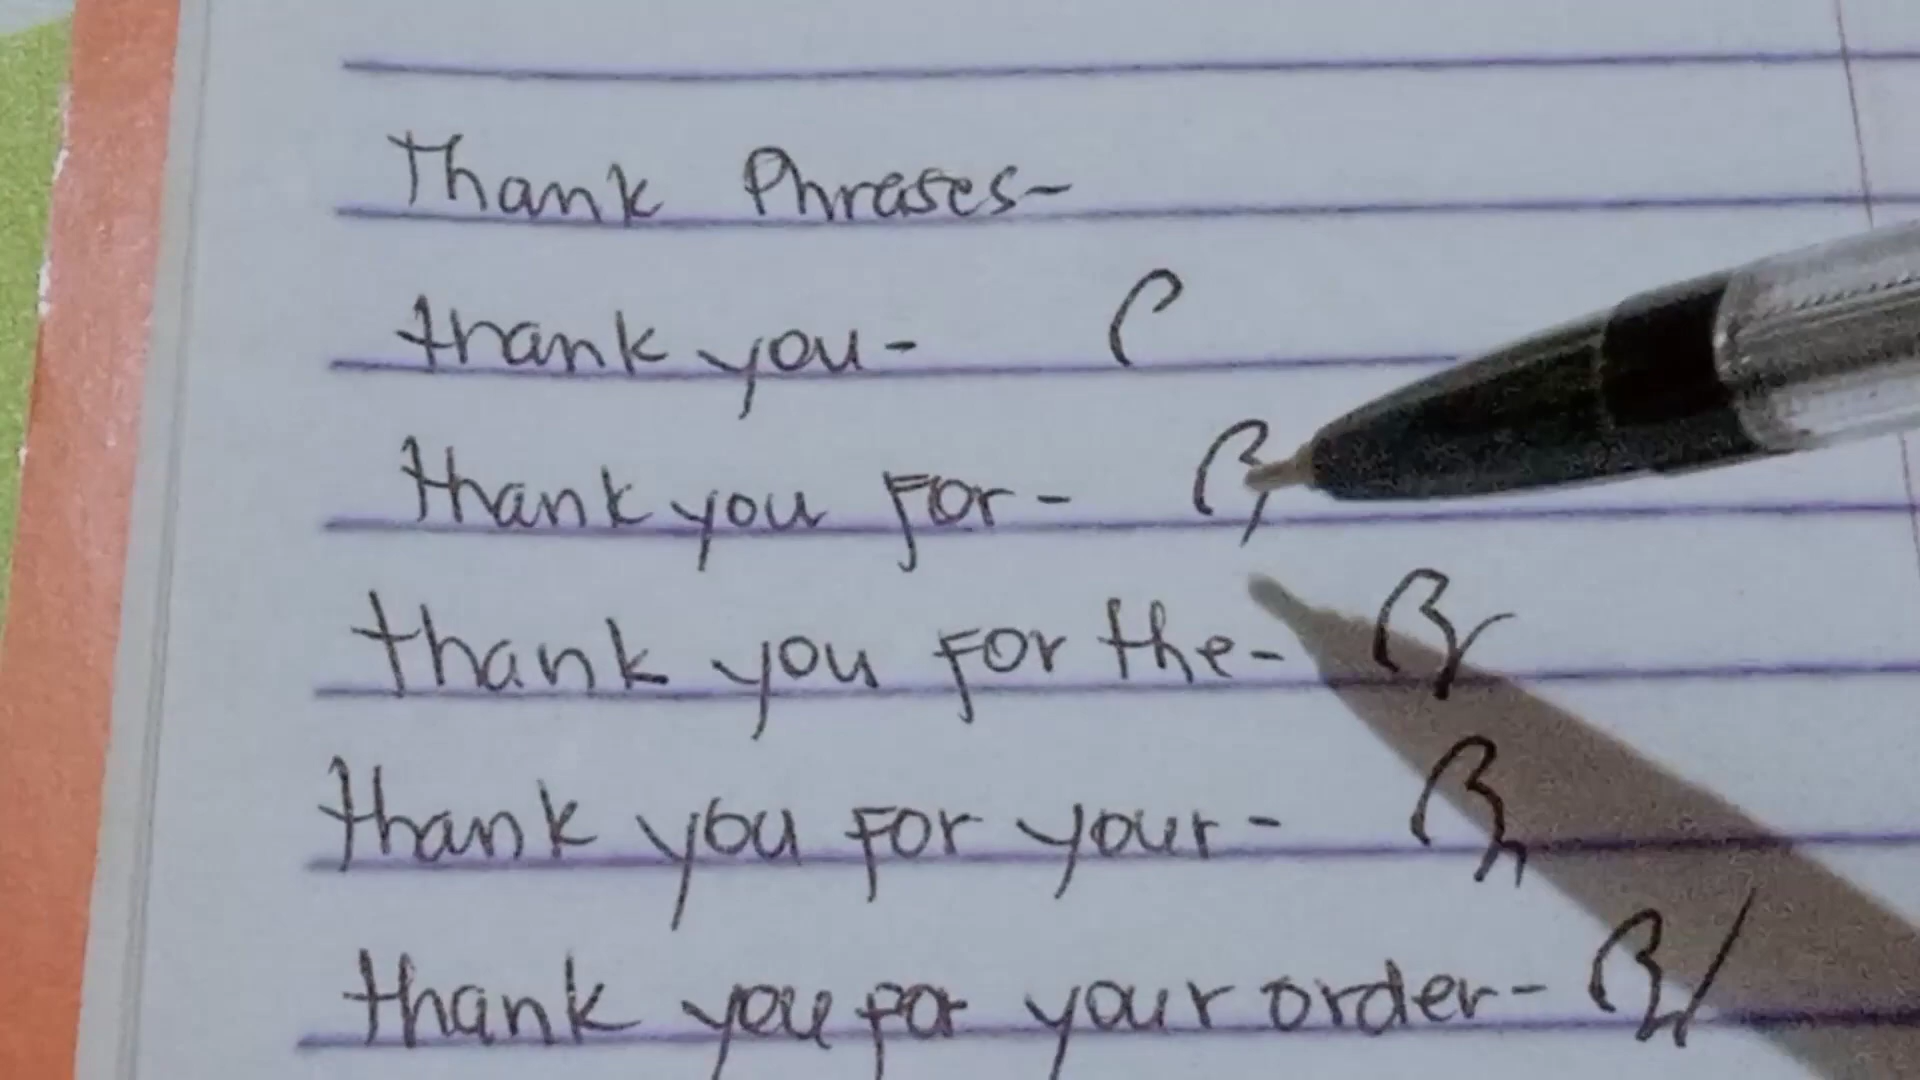 Thank Phrases-
thank you-
thank you For-
thank you For the-
thank you For your-
thank you for your order-